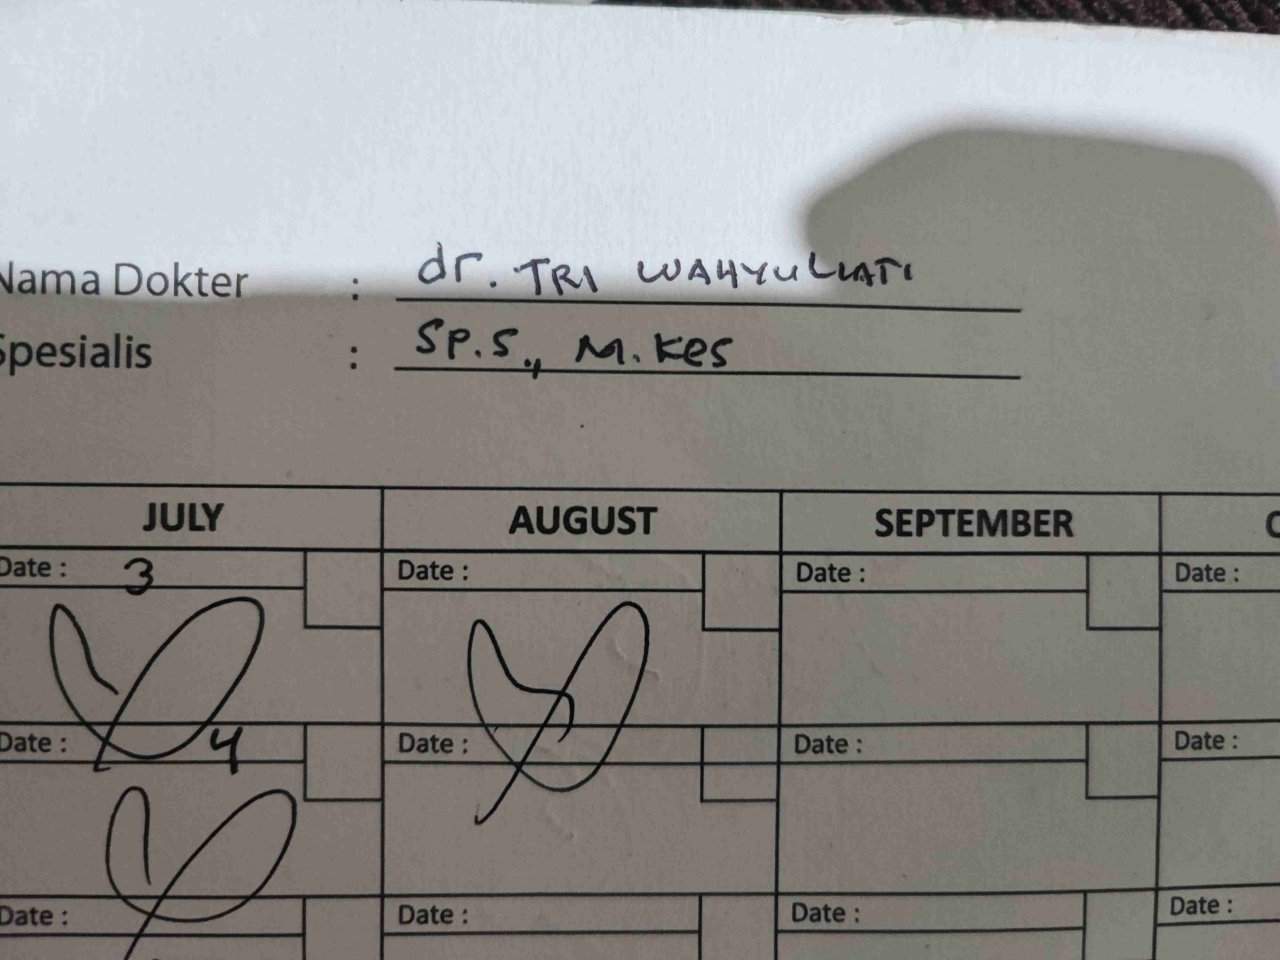 Nama Dokter : dr. TRI WAHYULIATI
Spesialis : Sp.S., M.Kes
JULY AUGUST SEPTEMBER
Date : 3 Date : Date : Date :
Date : 4 Date : Date : Date :
Date : Date : Date : Date :